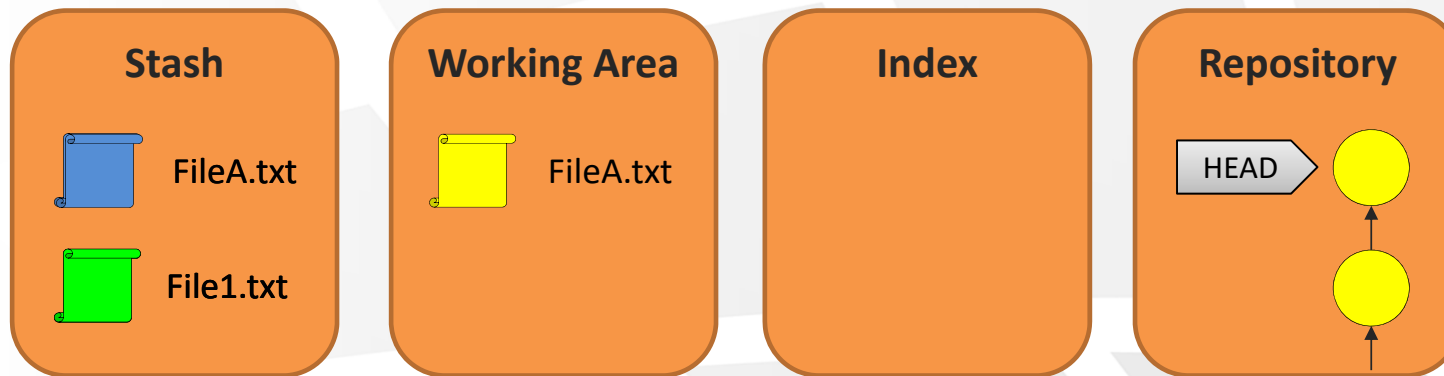 Stash
FileA.txt
File1.txt
Working Area
FileA.txt
Index
Repository
HEAD